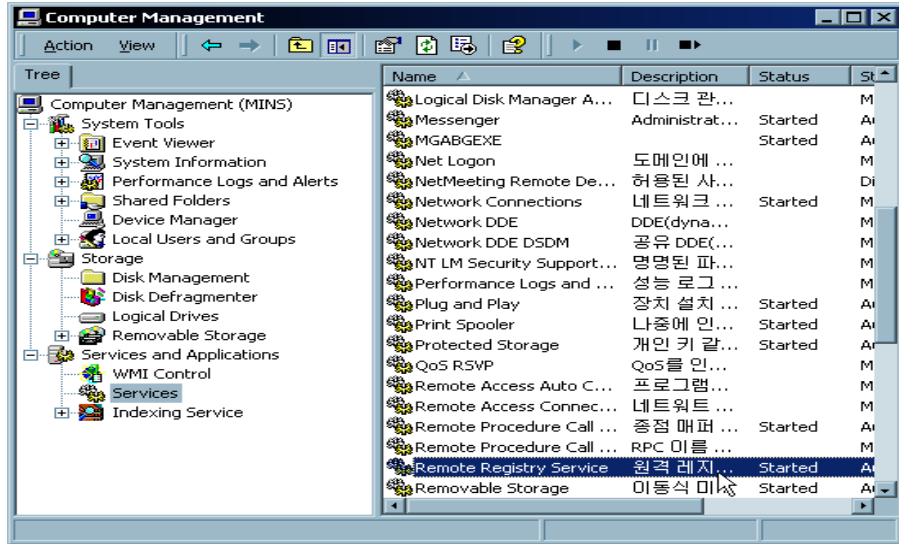 Computer Management
Action View
Tree
Computer Management (MINS)
System Tools
Event Viewer
System Information
Performance Logs and Alerts
Shared Folders
Device Manager
Local Users and Groups
Storage
Disk Management
Disk Defragmenter
Logical Drives
Removable Storage
Services and Applications
WMI Control
Services
Indexing Service
Name Description Status St
Logical Disk Manager A... 디스크 관... M
Messenger Administrat... Started Au
MGABGEXE Started Au
Net Logon 도메인에 ... M
NetMeeting Remote De... 허용된 사... Di
Network Connections 네트워크 ... Started M
Network DDE DDE(dyna... M
Network DDE DSDM 공유 DDE(... M
NT LM Security Support... 명명된 파... M
Performance Logs and ... 성능 로그 ... M
Plug and Play 장치 설치 ... Started Au
Print Spooler 나중에 인... Started Au
Protected Storage 개인 키 같... Started Au
QoS RSVP QoS를 인... M
Remote Access Auto C... 프로그램... M
Remote Access Connec... 네트워트 ... M
Remote Procedure Call ... 종점 매퍼 ... Started Au
Remote Procedure Call ... RPC 이름 ... M
Remote Registry Service 원격 레지... Started Au
Removable Storage 이동식 미... Started Au